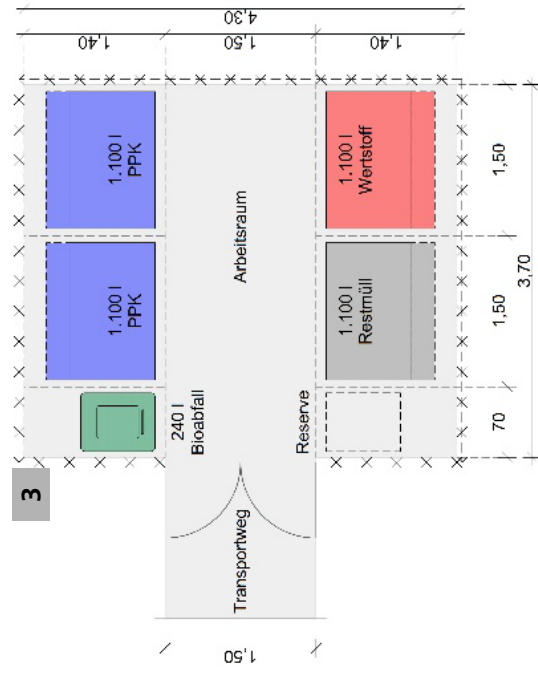 3
4,30
1,40
1,50
1,40
1.100 l
PPK
1.100 l
PPK
240 l
Bioabfall
Arbeitsraum
Transportweg
Reserve
1.100 l
Restmüll
1.100 l
Wertstoff
1,50
70
1,50
1,50
3,70